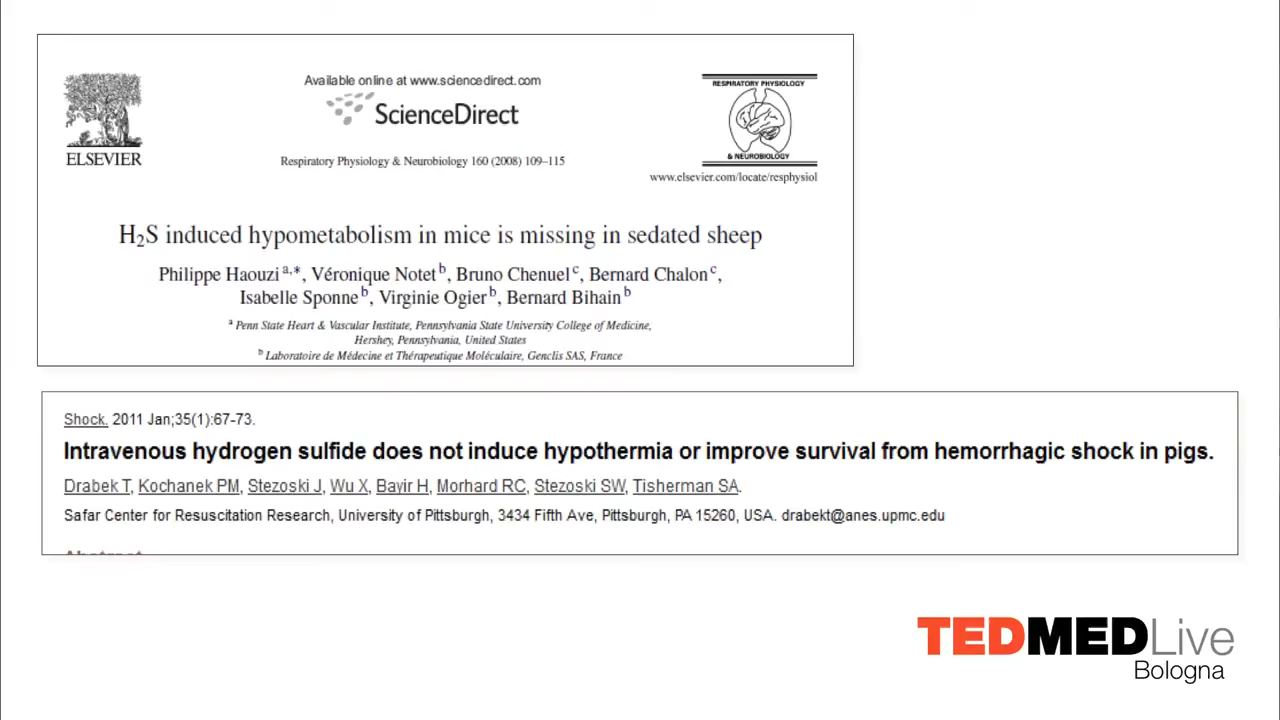 Available online at www.sciencedirect.com
ScienceDirect
ELSEVIER
Respiratory Physiology & Neurobiology 160 (2008) 109–115
RESPIRATORY PHYSIOLOGY
& NEUROBIOLOGY
www.elsevier.com/locate/resphysiol
H₂S induced hypometabolism in mice is missing in sedated sheep
Philippe Haouzi a,*, Véronique Notet b, Bruno Chenuel c, Bernard Chalon c,
Isabelle Sponne b, Virginie Ogier b, Bernard Bihain b
a Penn State Heart & Vascular Institute, Pennsylvania State University College of Medicine,
Hershey, Pennsylvania, United States
b Laboratoire de Médecine et Thérapeutique Moléculaire, Genclis SAS, France
Shock. 2011 Jan;35(1):67-73.
Intravenous hydrogen sulfide does not induce hypothermia or improve survival from hemorrhagic shock in pigs.
Drabek T, Kochanek PM, Stezoski J, Wu X, Bayir H, Morhard RC, Stezoski SW, Tisherman SA.
Safar Center for Resuscitation Research, University of Pittsburgh, 3434 Fifth Ave, Pittsburgh, PA 15260, USA. drabekt@anes.upmc.edu
TEDMEDLive
Bologna